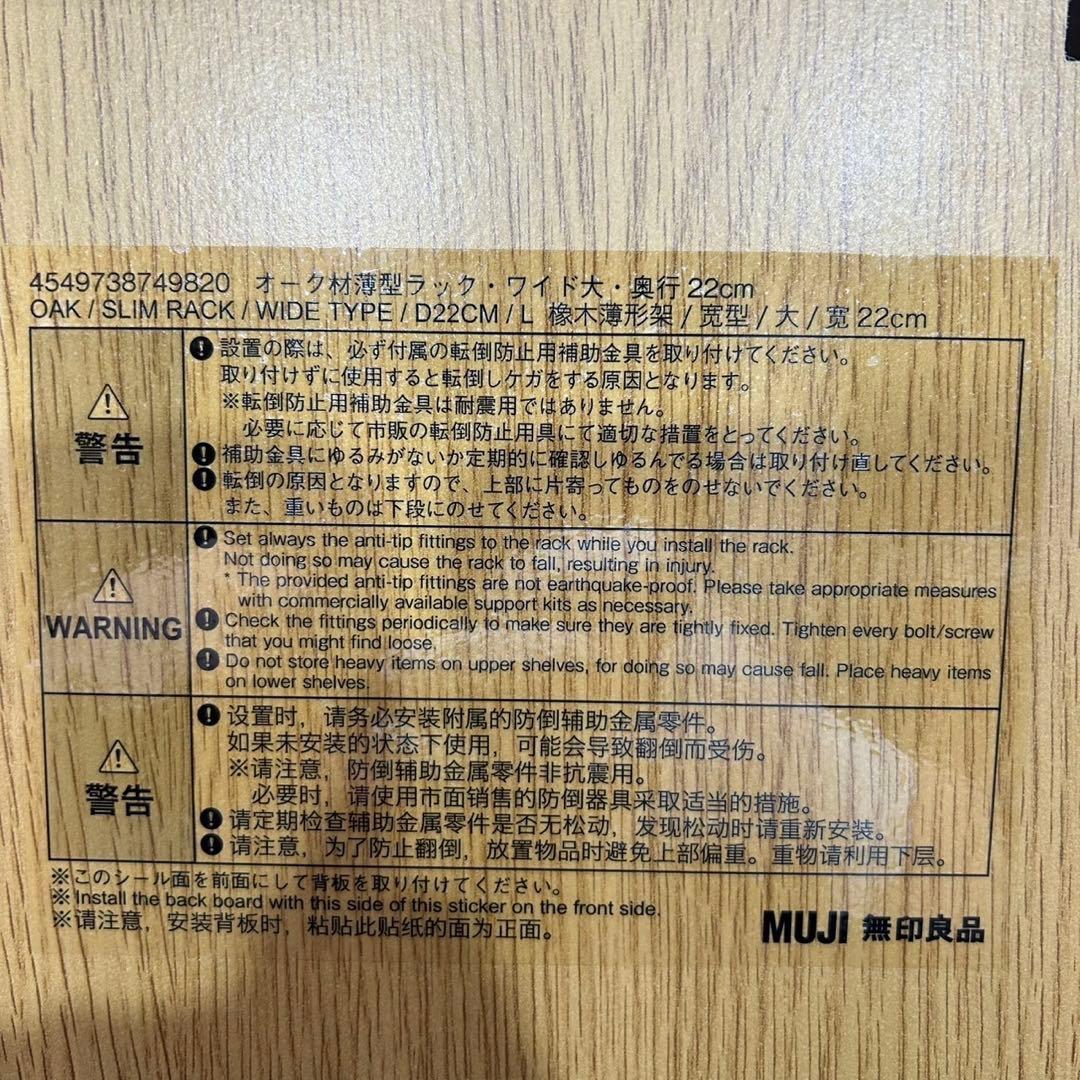 4549738749820 オーク材薄型ラック・ワイド大・奥行22cm
OAK / SLIM RACK / WIDE TYPE / D22CM / L 橡木薄形架 / 宽型 / 大 / 宽22cm
警告
設置の際は、必ず付属の転倒防止用補助金具を取り付けてください。
取り付けずに使用すると転倒しケガをする原因となります。
※転倒防止用補助金具は耐震用ではありません。
必要に応じて市販の転倒防止用具にて適切な措置をとってください。
補助金具にゆるみがないか定期的に確認しゆるんでる場合は取り付け直してください。
転倒の原因となりますので、上部に片寄ってものをのせないでください。
また、重いものは下段にのせてください。
WARNING
Set always the anti-tip fittings to the rack while you install the rack.
Not doing so may cause the rack to fall, resulting in injury.
* The provided anti-tip fittings are not earthquake-proof. Please take appropriate measures
with commercially available support kits as necessary.
Check the fittings periodically to make sure they are tightly fixed. Tighten every bolt/screw
that you might find loose.
Do not store heavy items on upper shelves, for doing so may cause fall. Place heavy items
on lower shelves.
警告
设置时，请务必安装附属的防倒辅助金属零件。
如果未安装的状态下使用，可能会导致翻倒而受伤。
※请注意，防倒辅助金属零件非抗震用。
必要时，请使用市面销售的防倒器具采取适当的措施。
请定期检查辅助金属零件是否无松动，发现松动时请重新安装。
请注意，为了防止翻倒，放置物品时避免上部偏重。重物请利用下层。
※このシール面を前面にして背板を取り付けてください。
※Install the back board with this side of this sticker on the front side.
※请注意，安装背板时，粘贴此贴纸的面为正面。
MUJI 無印良品